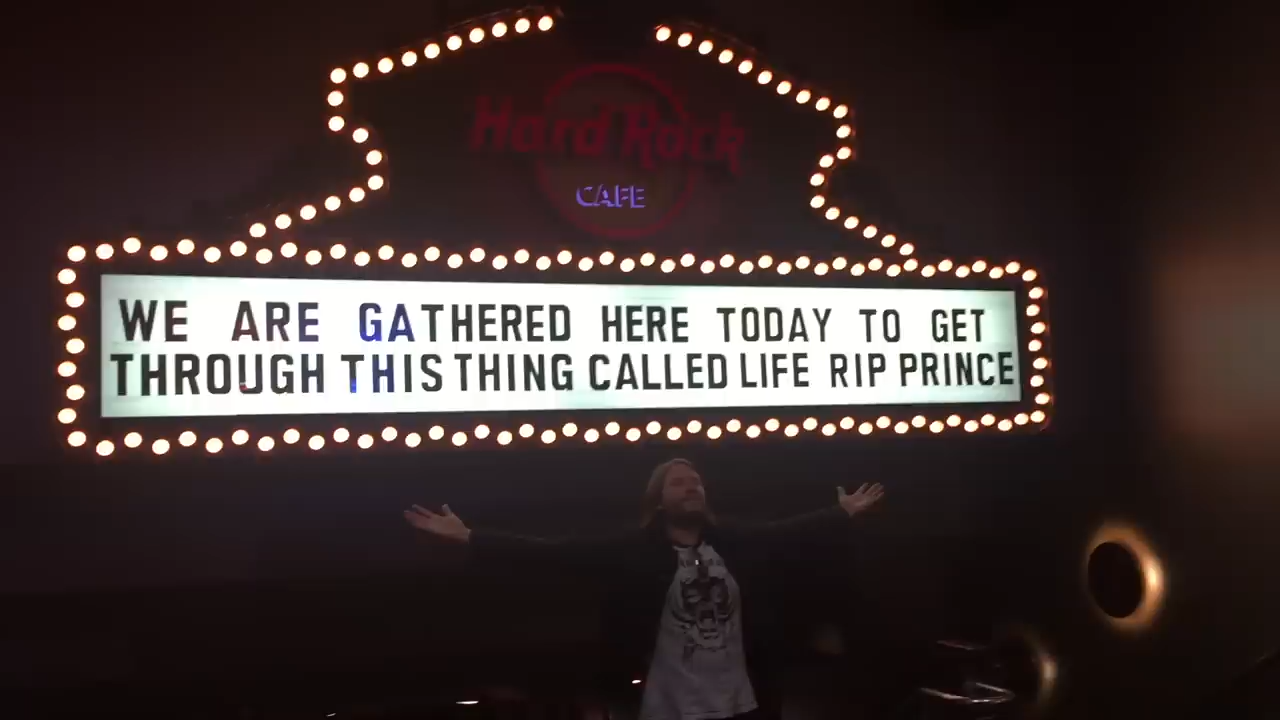 Hard Rock
CAFE
WE ARE GATHERED HERE TODAY TO GET
THROUGH THIS THING CALLED LIFE RIP PRINCE